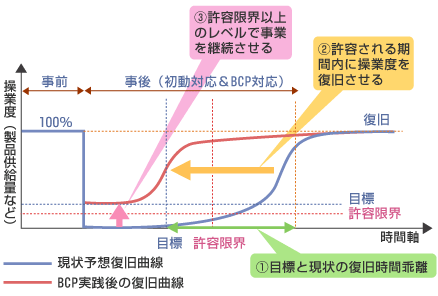 ③許容限界以上
のレベルで事業
を継続させる
②許容される期
間内に操業度を
復旧させる
事前
事後（初動対応＆BCP対応）
操業度（製品供給量など）
100%
復旧
目標
許容限界
時間軸
目標
許容限界
①目標と現状の復旧時間乖離
現状予想復旧曲線
BCP実践後の復旧曲線